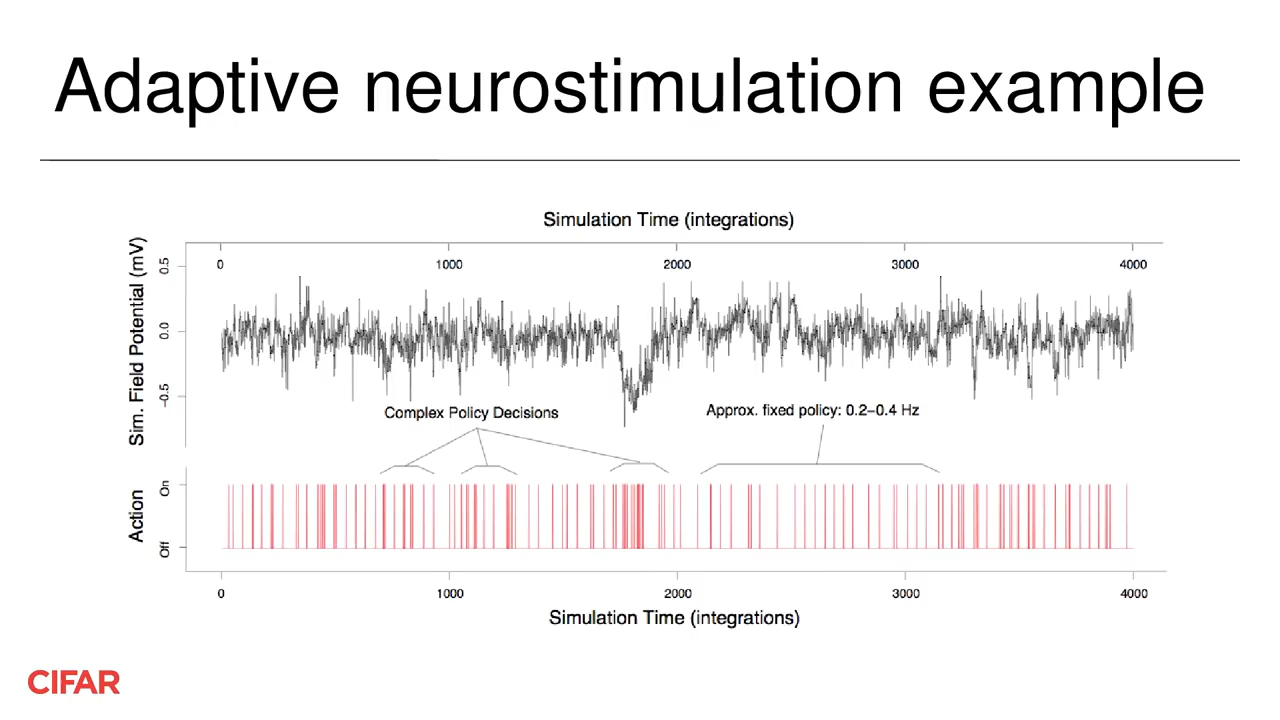 Adaptive neurostimulation example
Simulation Time (integrations)
0 1000 2000 3000 4000
Sim. Field Potential (mV)
0.5
0.0
−0.5
Complex Policy Decisions
Approx. fixed policy: 0.2−0.4 Hz
Action
On
Off
0 1000 2000 3000 4000
Simulation Time (integrations)
CIFAR